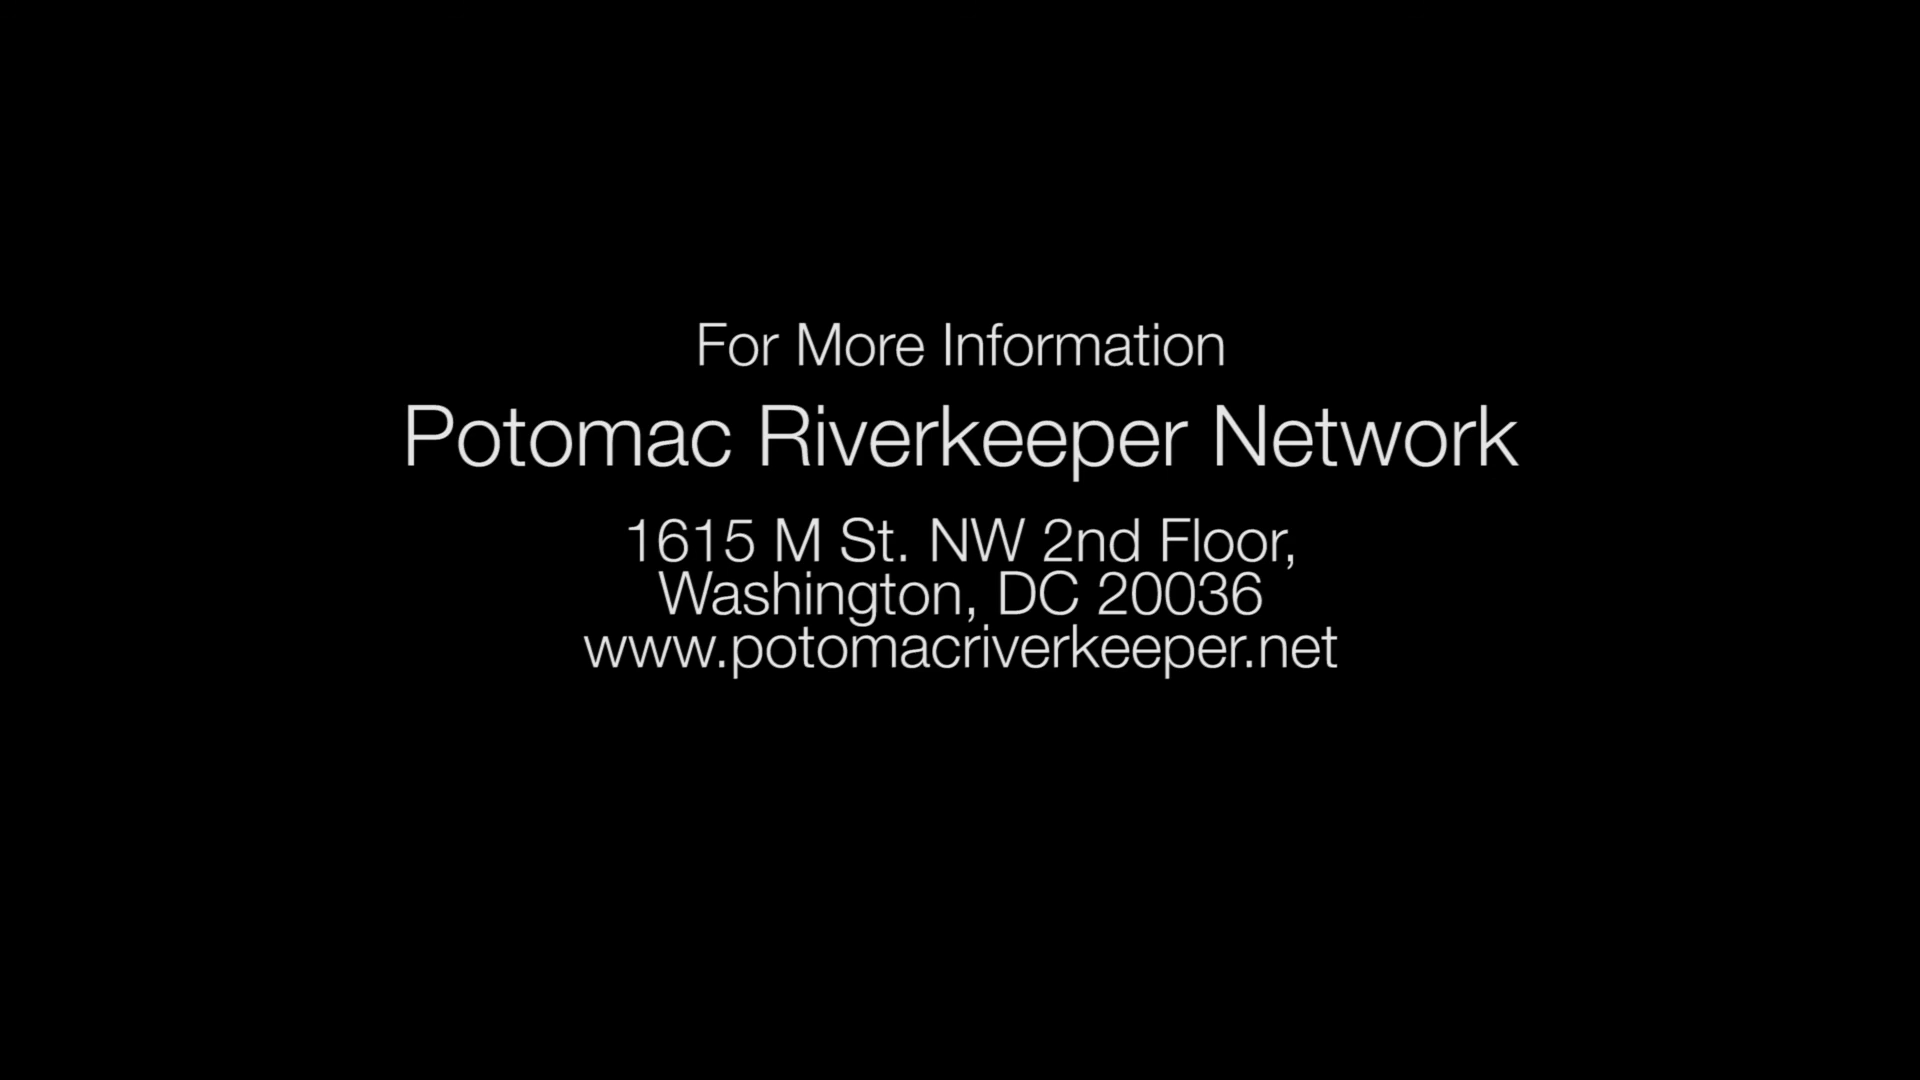 For More Information
Potomac Riverkeeper Network
1615 M St. NW 2nd Floor,
Washington, DC 20036
www.potomacriverkeeper.net